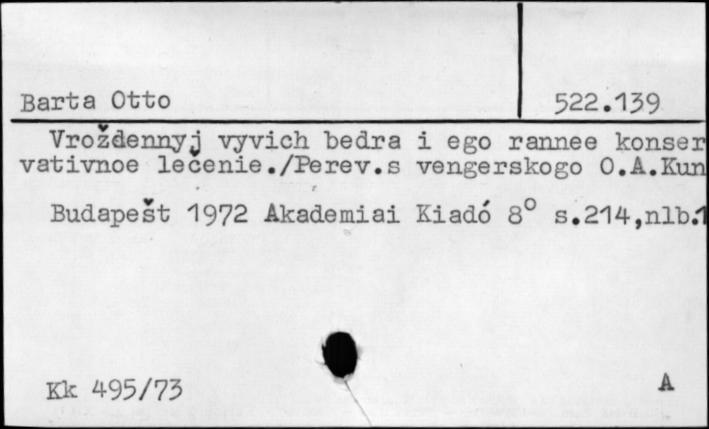 Barta Otto
522.139
Vroždennyj vyvich bedra i ego rannee konser
vativnoe lečenie./Perev.s vengerskogo O.A.Kun
Budapešt 1972 Akademiai Kiadó 8° s.214,nlb.1
Kk 495/73
A